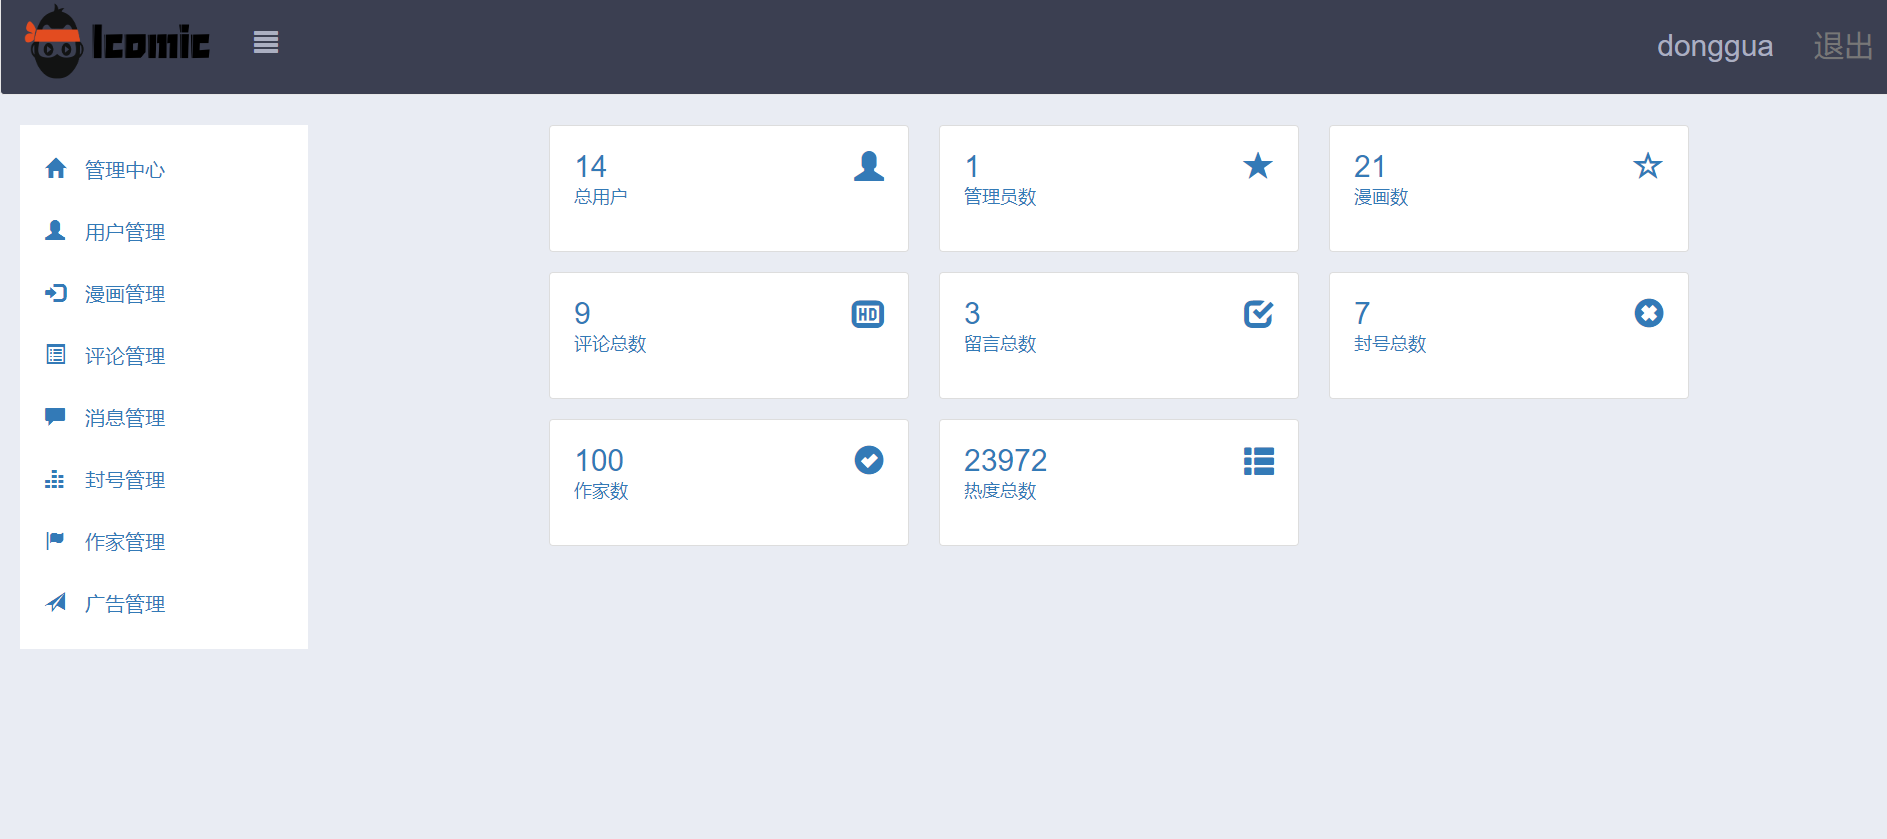 Icomic
donggua 退出
管理中心
用户管理
漫画管理
评论管理
消息管理
封号管理
作家管理
广告管理
14
总用户
1
管理员数
21
漫画数
9
评论总数
HD
3
留言总数
7
封号总数
100
作家数
23972
热度总数